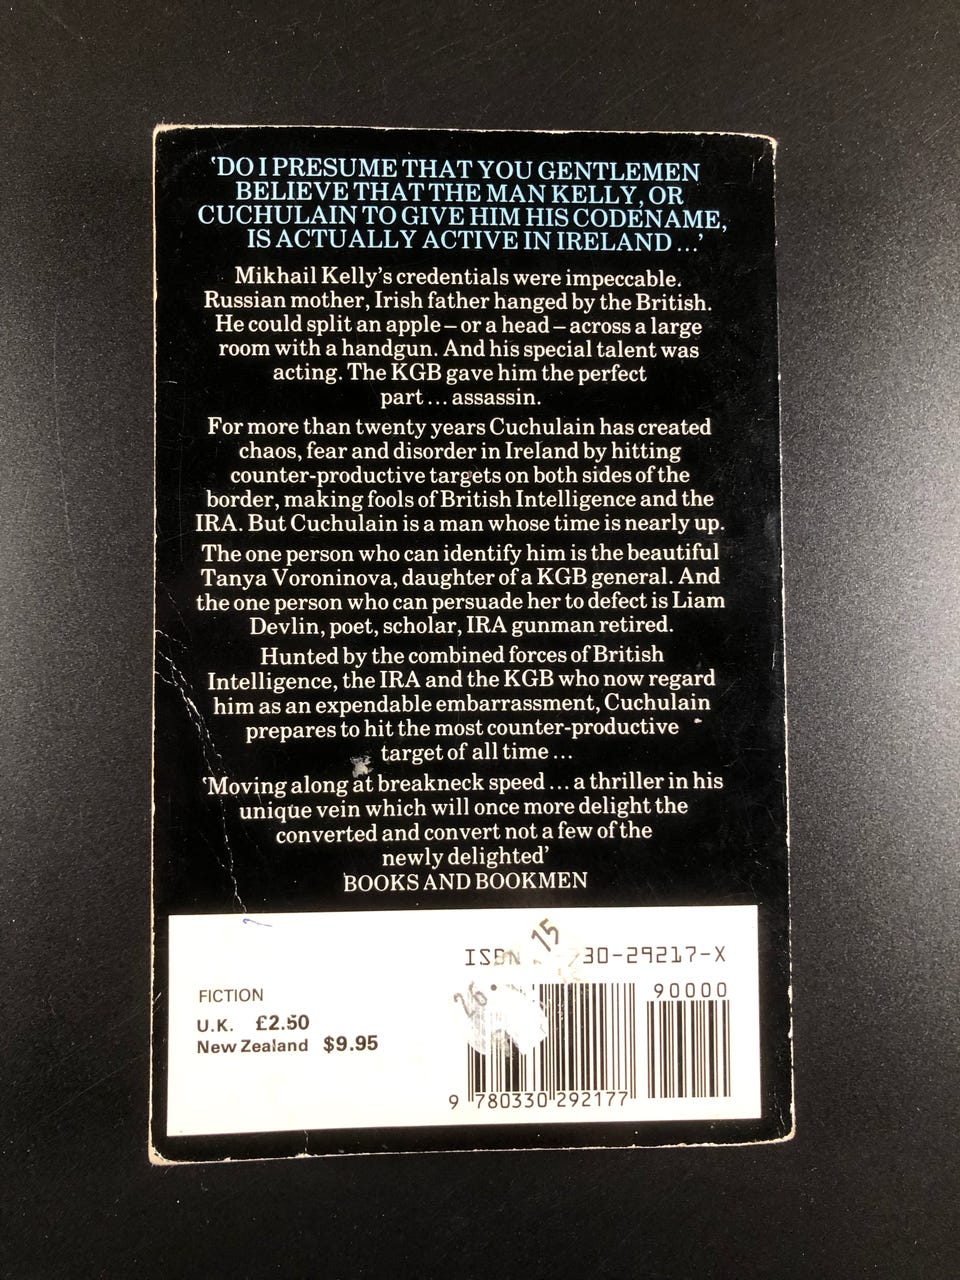 ‘DO I PRESUME THAT YOU GENTLEMEN
BELIEVE THAT THE MAN KELLY, OR
CUCHULAIN TO GIVE HIM HIS CODENAME,
IS ACTUALLY ACTIVE IN IRELAND ...’
Mikhail Kelly’s credentials were impeccable.
Russian mother, Irish father hanged by the British.
He could split an apple – or a head – across a large
room with a handgun. And his special talent was
acting. The KGB gave him the perfect
part ... assassin.
For more than twenty years Cuchulain has created
chaos, fear and disorder in Ireland by hitting
counter-productive targets on both sides of the
border, making fools of British Intelligence and the
IRA. But Cuchulain is a man whose time is nearly up.
The one person who can identify him is the beautiful
Tanya Voroninova, daughter of a KGB general. And
the one person who can persuade her to defect is Liam
Devlin, poet, scholar, IRA gunman retired.
Hunted by the combined forces of British
Intelligence, the IRA and the KGB who now regard
him as an expendable embarrassment, Cuchulain
prepares to hit the most counter-productive
target of all time ...
‘Moving along at breakneck speed ... a thriller in his
unique vein which will once more delight the
converted and convert not a few of the
newly delighted’
BOOKS AND BOOKMEN
15
ISBN 30-29217-X
26
90000
FICTION
U.K. £2.50
New Zealand $9.95
9 780330 292177